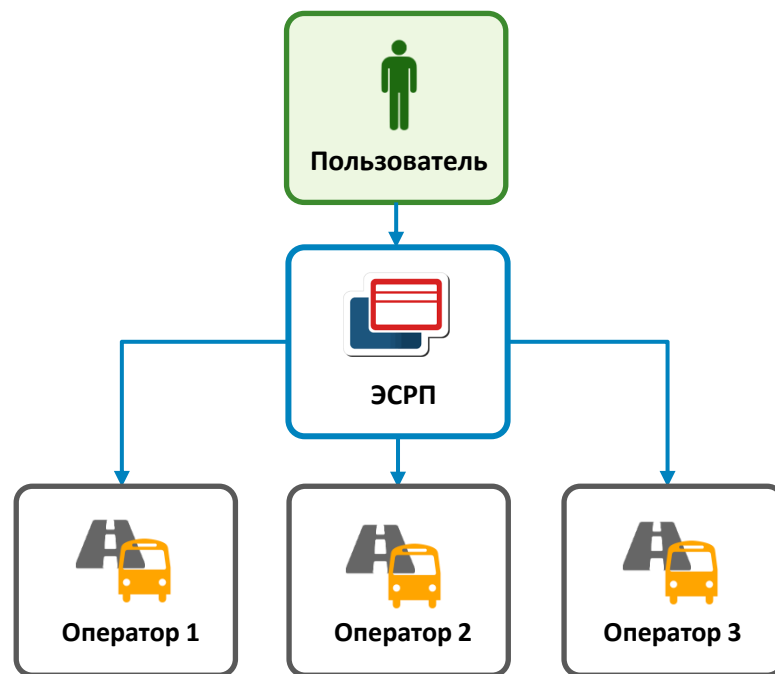 Пользователь
ЭСРП
Оператор 1
Оператор 2
Оператор 3